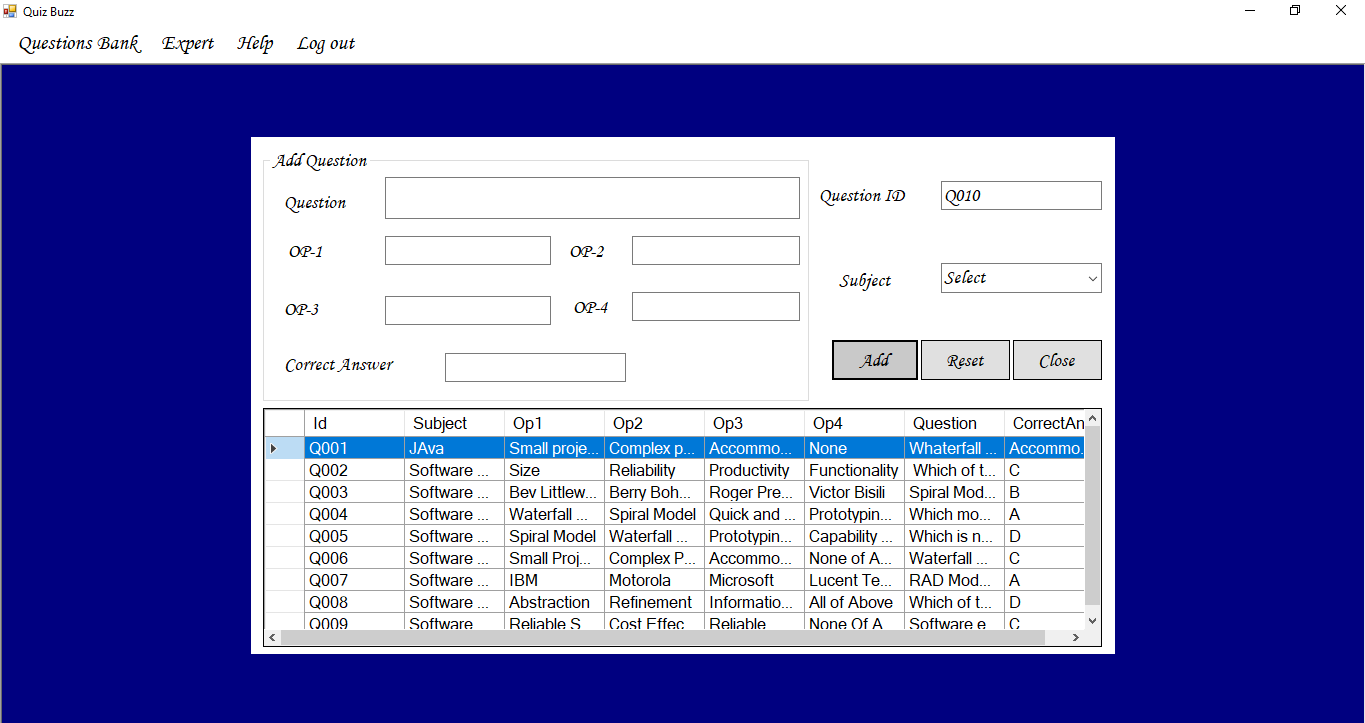 Quiz Buzz
Questions Bank Expert Help Log out
Add Question
Question
Question ID Q010
OP-1 OP-2
Subject Select
OP-3 OP-4
Correct Answer
Add Reset Close
Id Subject Op1 Op2 Op3 Op4 Question CorrectAn
Q001 JAva Small proje... Complex p... Accommo... None Whaterfall ... Accommo.
Q002 Software ... Size Reliability Productivity Functionality Which of t... C
Q003 Software ... Bev Littlew... Berry Boh... Roger Pre... Victor Bisili Spiral Mod... B
Q004 Software ... Waterfall ... Spiral Model Quick and ... Prototypin... Which mo... A
Q005 Software ... Spiral Model Waterfall ... Prototypin... Capability ... Which is n... D
Q006 Software ... Small Proj... Complex P... Accommo... None of A... Waterfall ... C
Q007 Software ... IBM Motorola Microsoft Lucent Te... RAD Mod... A
Q008 Software ... Abstraction Refinement Informatio... All of Above Which of t... D
Q009 Software Reliable S Cost Effec Reliable None Of A Software e C